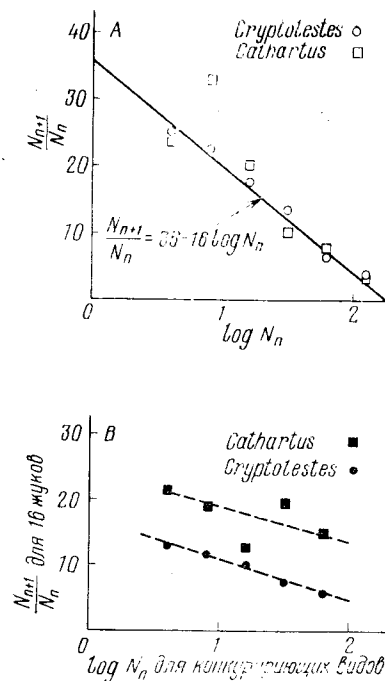 A
Cryptolestes ○
Cathartus □
40
30
20
10
0
1
2
N_{n+1}/N_n
N_{n+1}/N_n = 36-16 log N_n
log N_n
B
Cathartus ■
Cryptolestes ●
30
20
10
0
1
2
N_{n+1}/N_n для 16 жуков
log N_n для конкурирующих видов